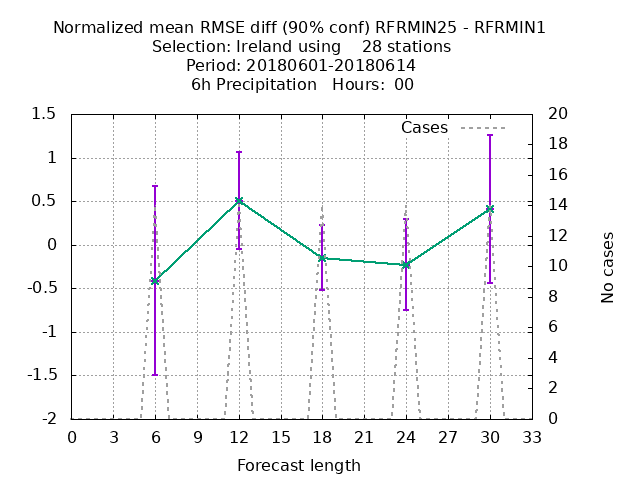 Normalized mean RMSE diff (90% conf) RFRMIN25 - RFRMIN1
Selection: Ireland using    28 stations
Period: 20180601-20180614
6h Precipitation   Hours:  00
Cases
1.5
1
0.5
0
-0.5
-1
-1.5
-2
20
18
16
14
12
10
8
6
4
2
0
No cases
0 3 6 9 12 15 18 21 24 27 30 33
Forecast length